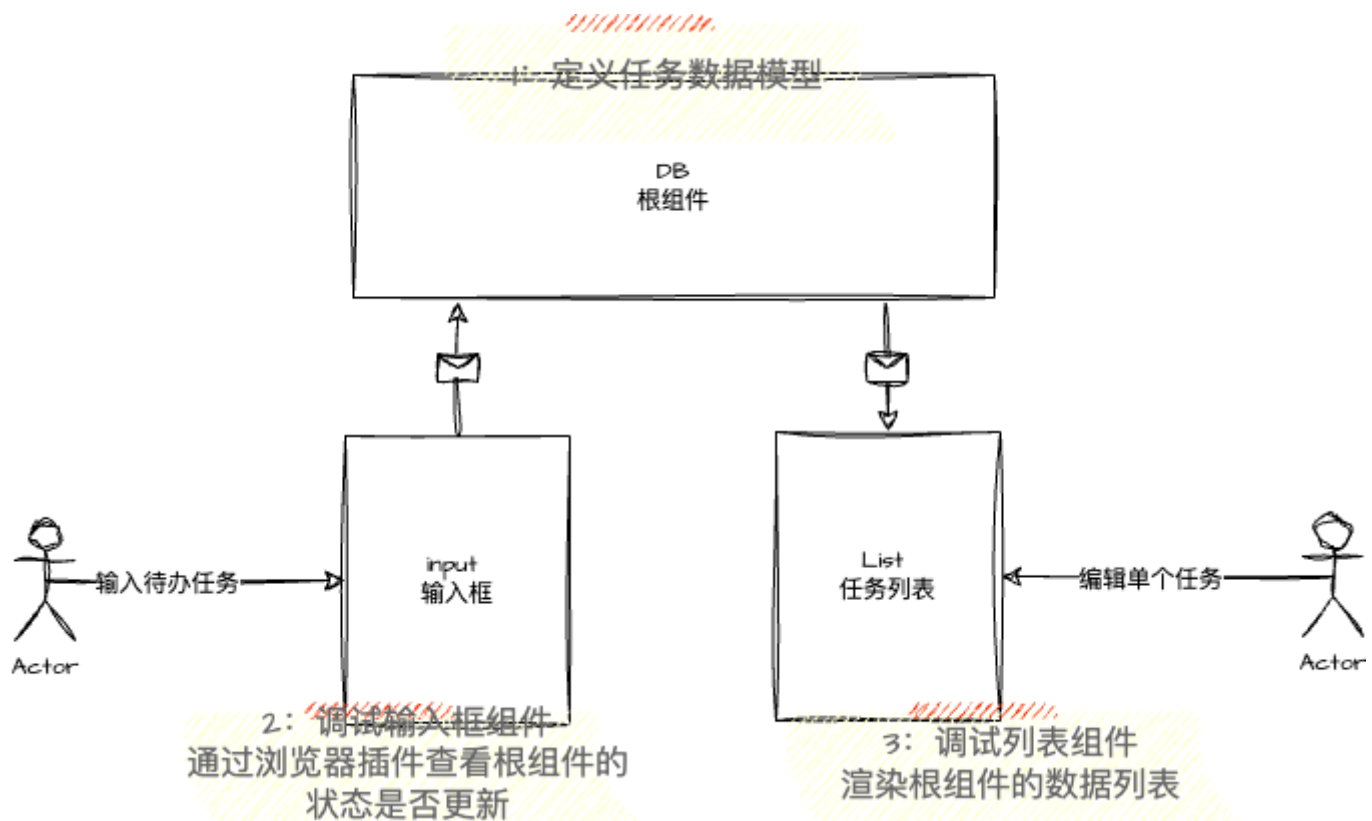 1: 定义任务数据模型
DB
根组件
input
输入框
List
任务列表
输入待办任务
编辑单个任务
Actor
Actor
2: 调试输入框组件
通过浏览器插件查看根组件的
状态是否更新
3: 调试列表组件
渲染根组件的数据列表